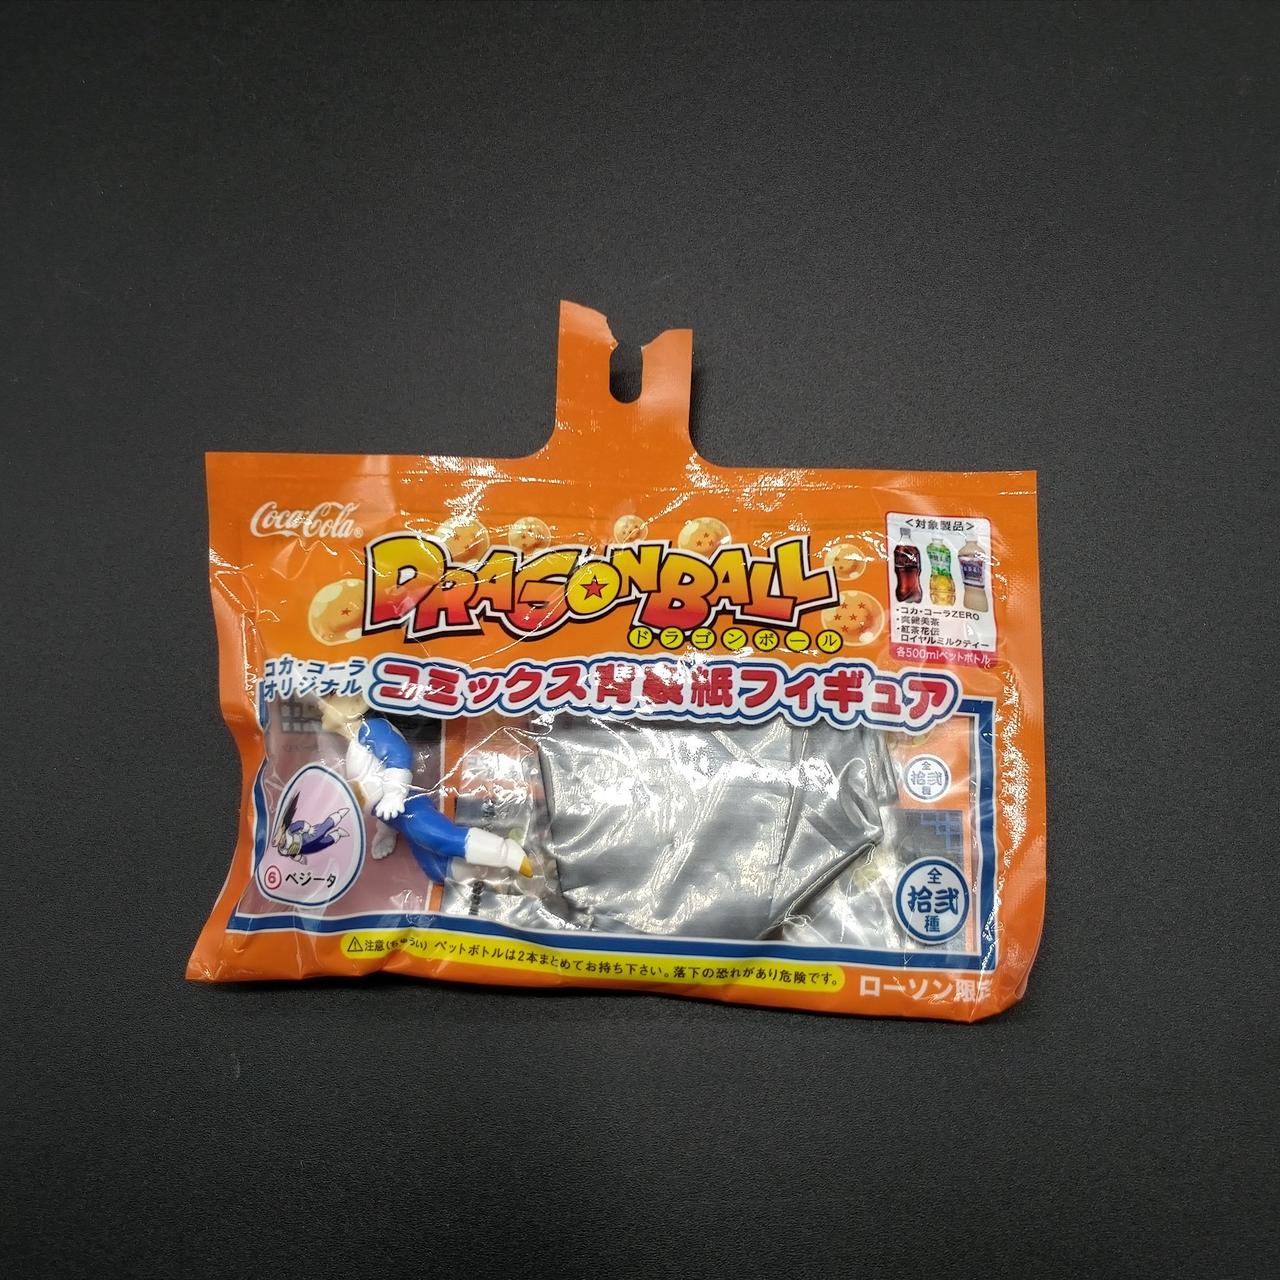 Coca-Cola®
DRAGON BALL
ドラゴンボール
<対象製品>
・コカ・コーラZERO
・爽健美茶
・紅茶花伝
ロイヤルミルクティー
各500mlペットボトル
コカ・コーラ
オリジナル
コミックス背表紙フィギュア
⑥ ベジータ
全
拾弐
種
全
拾弐
種
⚠注意(ちゅうい) ペットボトルは2本まとめてお持ち下さい。落下の恐れがあり危険です。
ローソン限定